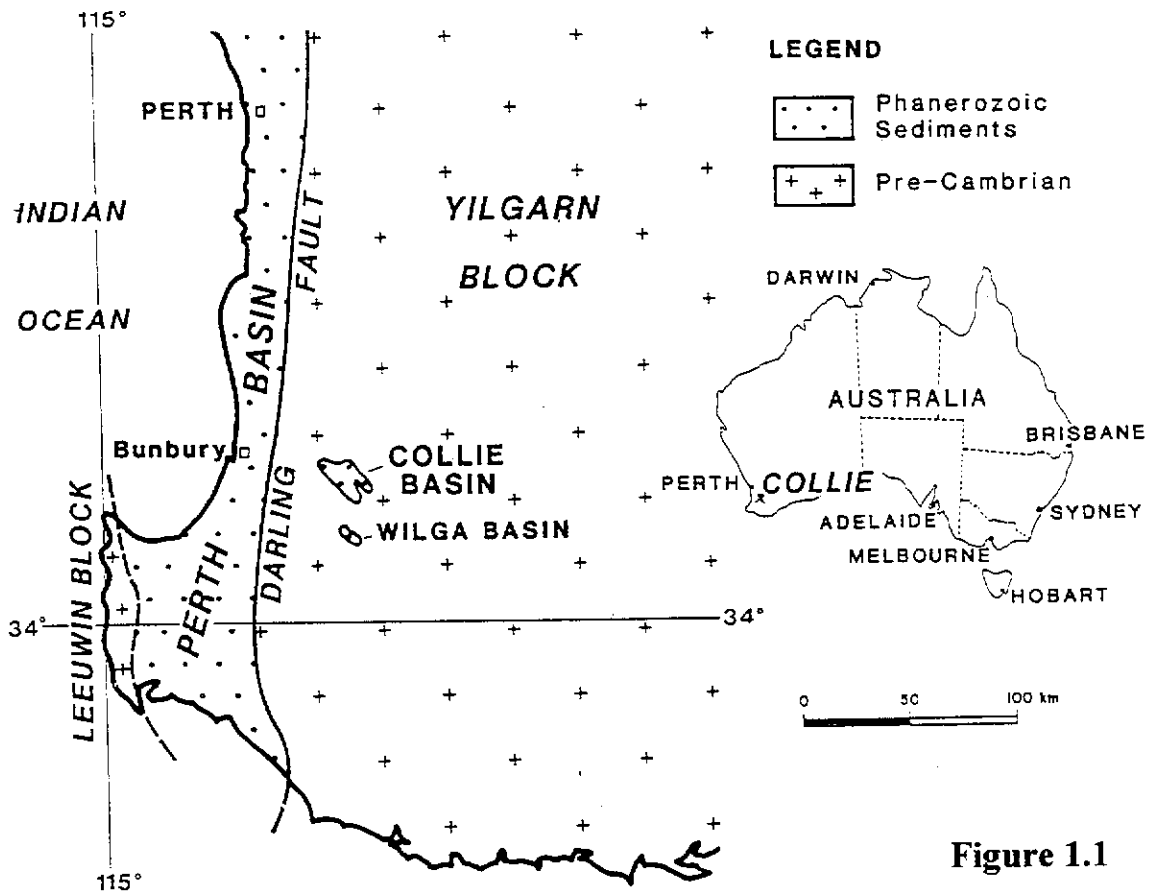 115°
PERTH
INDIAN
OCEAN
YILGARN
BLOCK
DARLING FAULT
PERTH BASIN
Bunbury
COLLIE
BASIN
WILGA BASIN
LEEUWIN BLOCK
34°
34°
115°
LEGEND
Phanerozoic
Sediments
Pre-Cambrian
DARWIN
AUSTRALIA
BRISBANE
PERTH
COLLIE
ADELAIDE
SYDNEY
MELBOURNE
HOBART
0 50 100 km
Figure 1.1